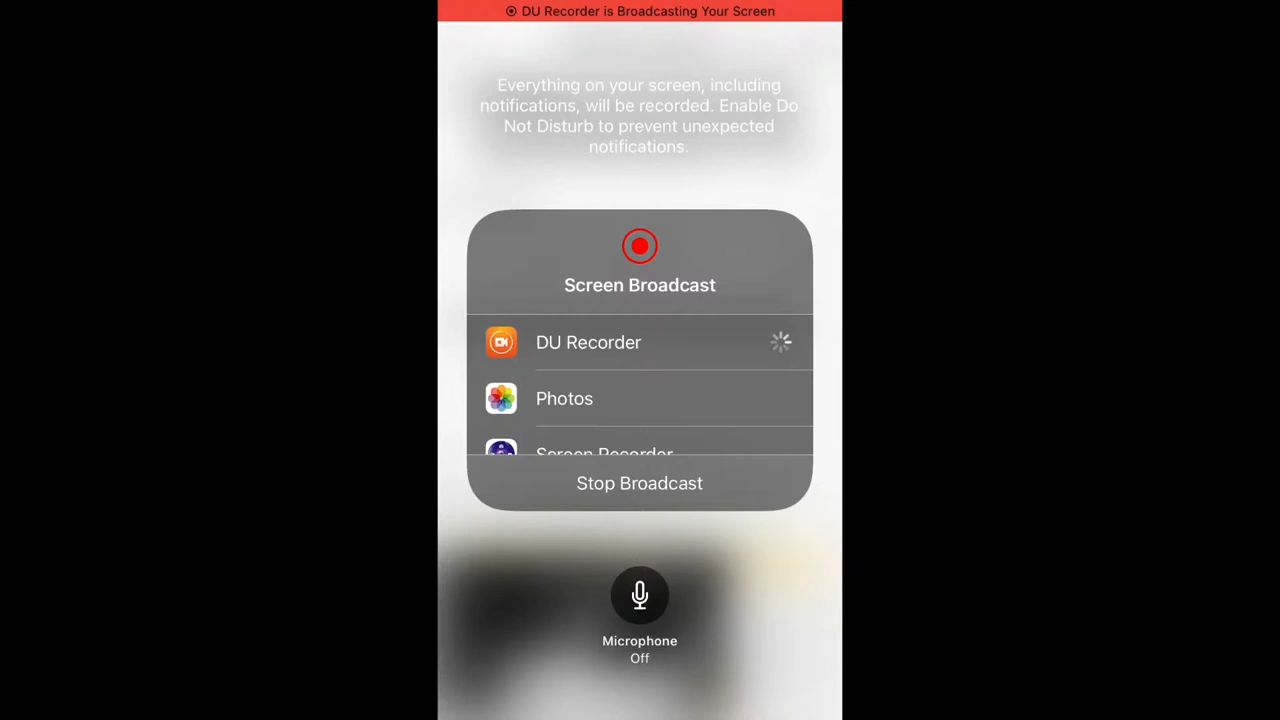 DU Recorder is Broadcasting Your Screen
Everything on your screen, including
notifications, will be recorded. Enable Do
Not Disturb to prevent unexpected
notifications.
Screen Broadcast
DU Recorder
Photos
Screen Recorder
Stop Broadcast
Microphone
Off